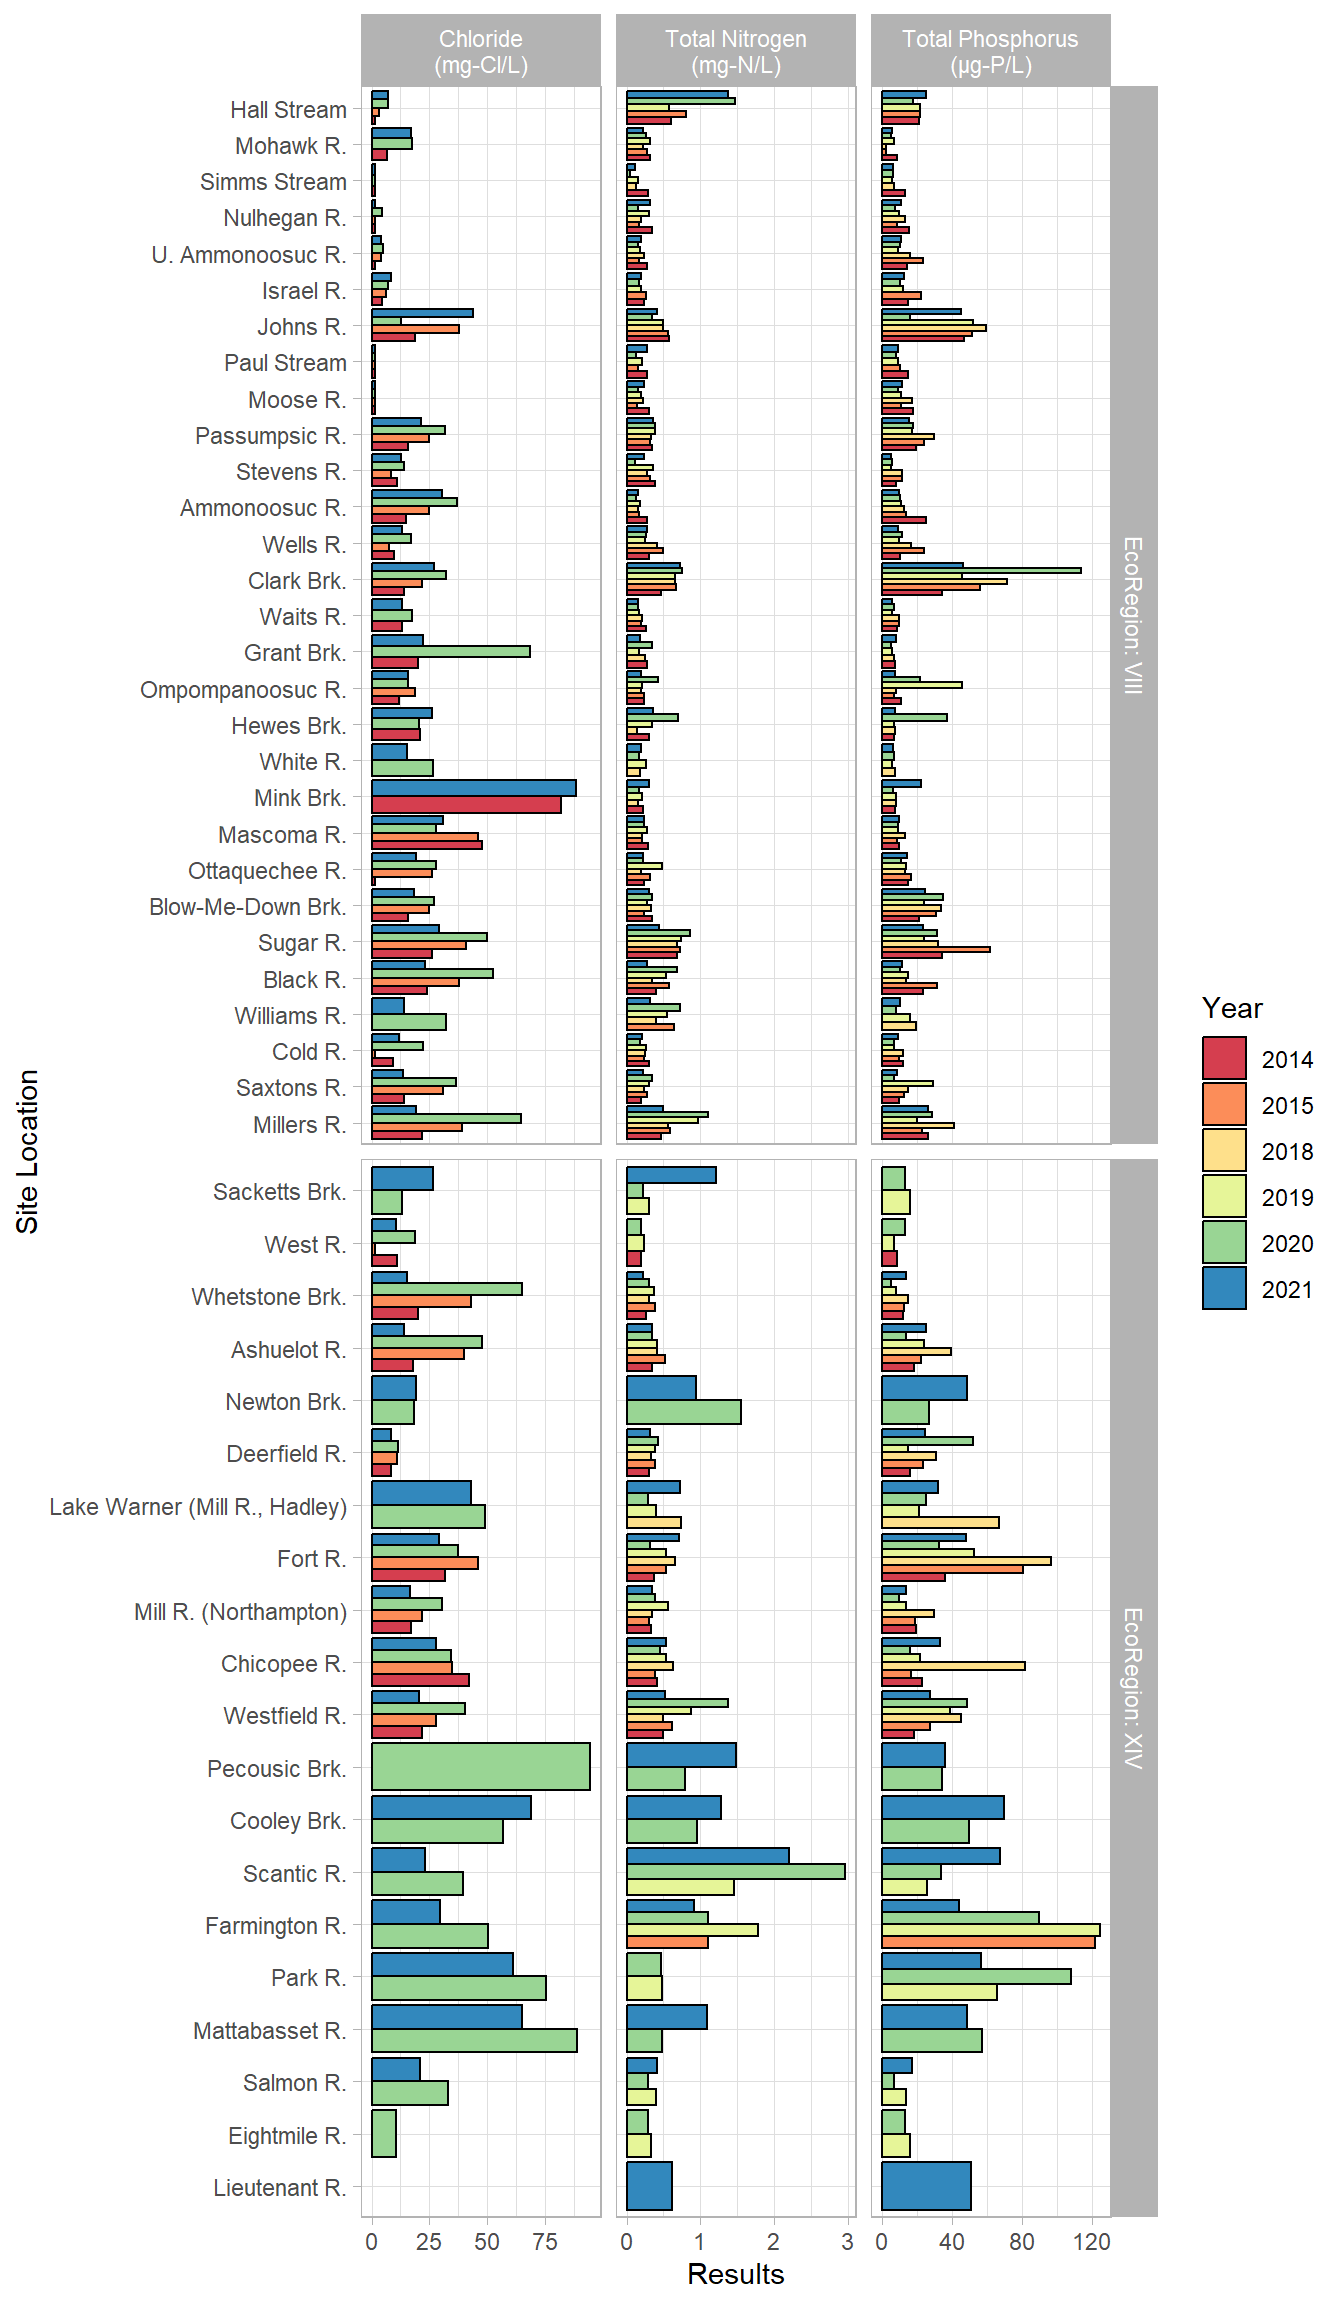 Chloride
(mg-Cl/L)
Total Nitrogen
(mg-N/L)
Total Phosphorus
(µg-P/L)
Hall Stream
Mohawk R.
Simms Stream
Nulhegan R.
U. Ammonoosuc R.
Israel R.
Johns R.
Paul Stream
Moose R.
Passumpsic R.
Stevens R.
Ammonoosuc R.
Wells R.
Clark Brk.
Waits R.
Grant Brk.
Ompompanoosuc R.
Hewes Brk.
White R.
Mink Brk.
Mascoma R.
Ottaquechee R.
Blow-Me-Down Brk.
Sugar R.
Black R.
Williams R.
Cold R.
Saxtons R.
Millers R.
EcoRegion: VIII
Sacketts Brk.
West R.
Whetstone Brk.
Ashuelot R.
Newton Brk.
Deerfield R.
Lake Warner (Mill R., Hadley)
Fort R.
Mill R. (Northampton)
Chicopee R.
Westfield R.
Pecousic Brk.
Cooley Brk.
Scantic R.
Farmington R.
Park R.
Mattabasset R.
Salmon R.
Eightmile R.
Lieutenant R.
EcoRegion: XIV
0 25 50 75
0 1 2 3
0 40 80 120
Results
Site Location
Year
2014
2015
2018
2019
2020
2021